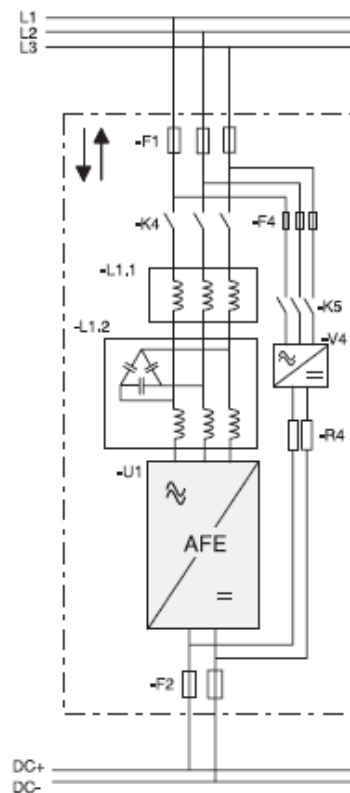 L1
L2
L3
-F1
-K4
-F4
-L1.1
-K5
-V4
-L1.2
-R4
-U1
AFE
-F2
DC+
DC-